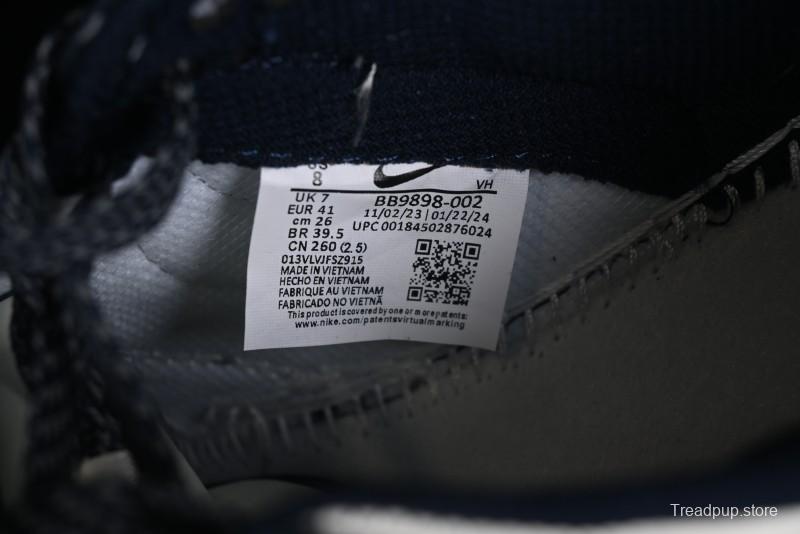 US
8
VH
UK 7
BB9898-002
EUR 41
11/02/23 | 01/22/24
cm 26
UPC 00184502876024
BR 39.5
CN 260 (2.5)
013VLVJFSZ915
MADE IN VIETNAM
HECHO EN VIETNAM
FABRIQUE AU VIETNAM
FABRICADO NO VIETNÃ
This product is covered by one or more patents:
www.nike.com/patentsvirtualmarking
Treadpup.store